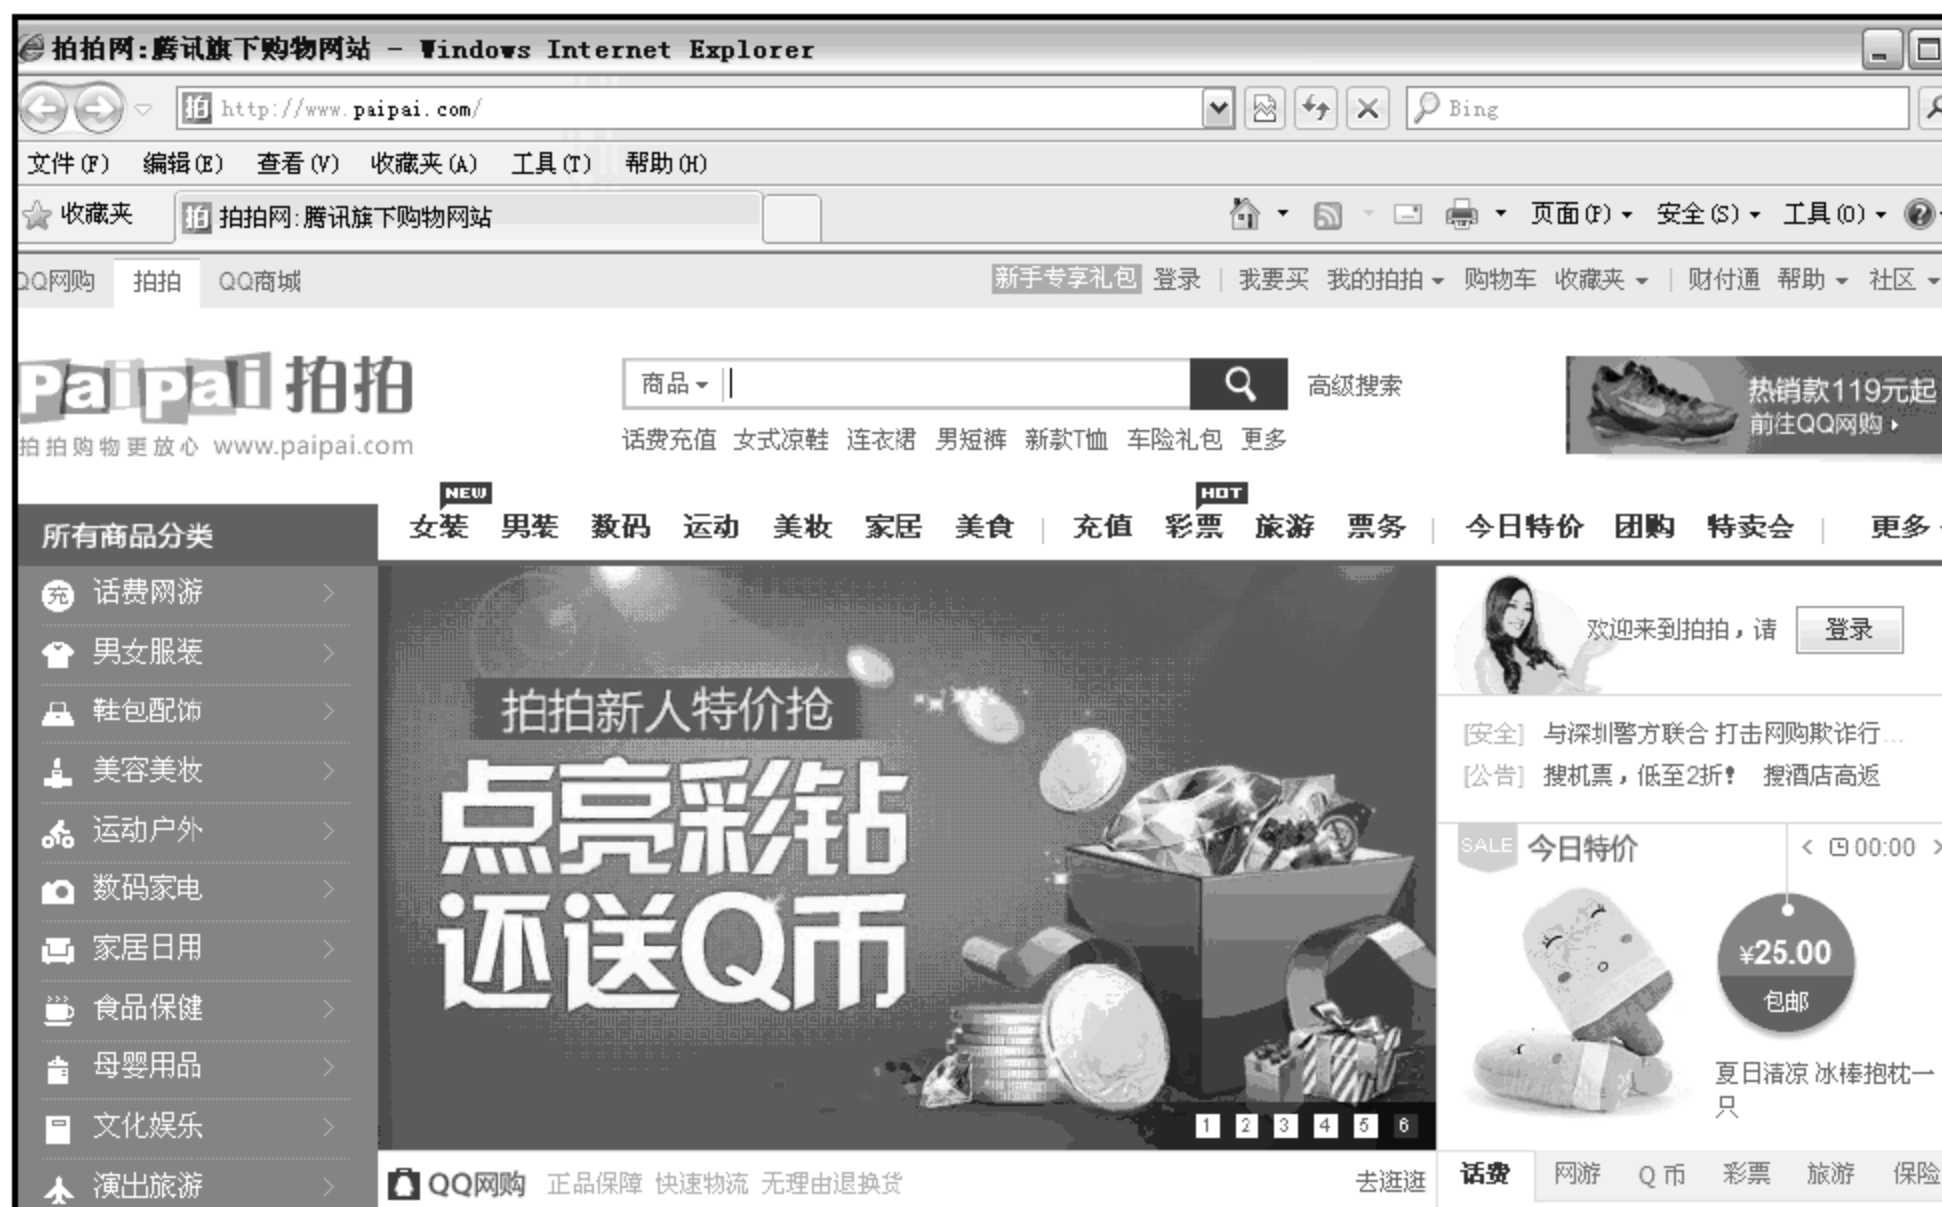 拍拍网:腾讯旗下购物网站 - Windows Internet Explorer
拍 http://www.paipai.com/ Bing
文件(F) 编辑(E) 查看(V) 收藏夹(A) 工具(T) 帮助(H)
收藏夹 拍 拍拍网:腾讯旗下购物网站 页面(P) 安全(S) 工具(O)
QQ网购 拍拍 QQ商城 新手专享礼包 登录 | 我要买 我的拍拍 购物车 收藏夹 | 财付通 帮助 社区
Paipai 拍拍
拍拍购物更放心 www.paipai.com
商品 高级搜索
话费充值 女式凉鞋 连衣裙 男短裤 新款T恤 车险礼包 更多
热销款119元起
前往QQ网购
NEW HOT
所有商品分类 女装 男装 数码 运动 美妆 家居 美食 | 充值 彩票 旅游 票务 | 今日特价 团购 特卖会 | 更多
充 话费网游
男女服装
鞋包配饰
美容美妆
运动户外
数码家电
家居日用
食品保健
母婴用品
文化娱乐
演出旅游
拍拍新人特价抢
点亮彩钻
还送Q币
1 2 3 4 5 6
QQ网购 正品保障 快速物流 无理由退换货 去逛逛
欢迎来到拍拍，请 登录
[安全] 与深圳警方联合 打击网购欺诈行...
[公告] 搜机票，低至2折! 搜酒店高返
SALE 今日特价 < 00:00 >
¥25.00
包邮
夏日清凉 冰棒抱枕一
只
话费 网游 Q币 彩票 旅游 保险